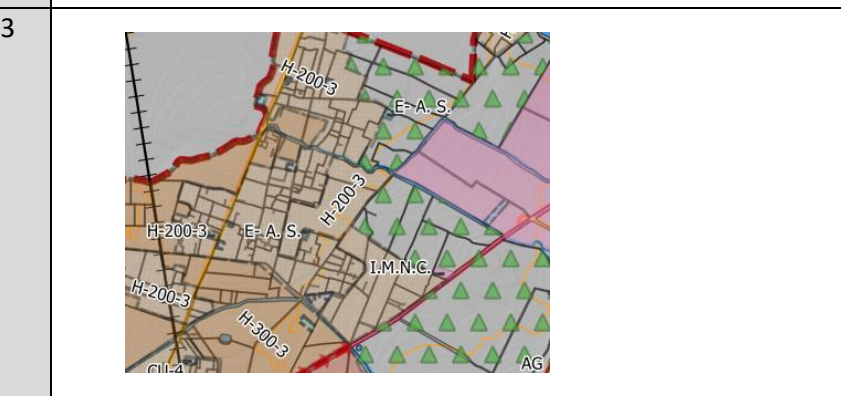 3
H-200-3
E- A. S.
H-200-3
H-200-3
E- A. S.
I.M.N.C.
H-200-3
H-300-3
CU-4
AG